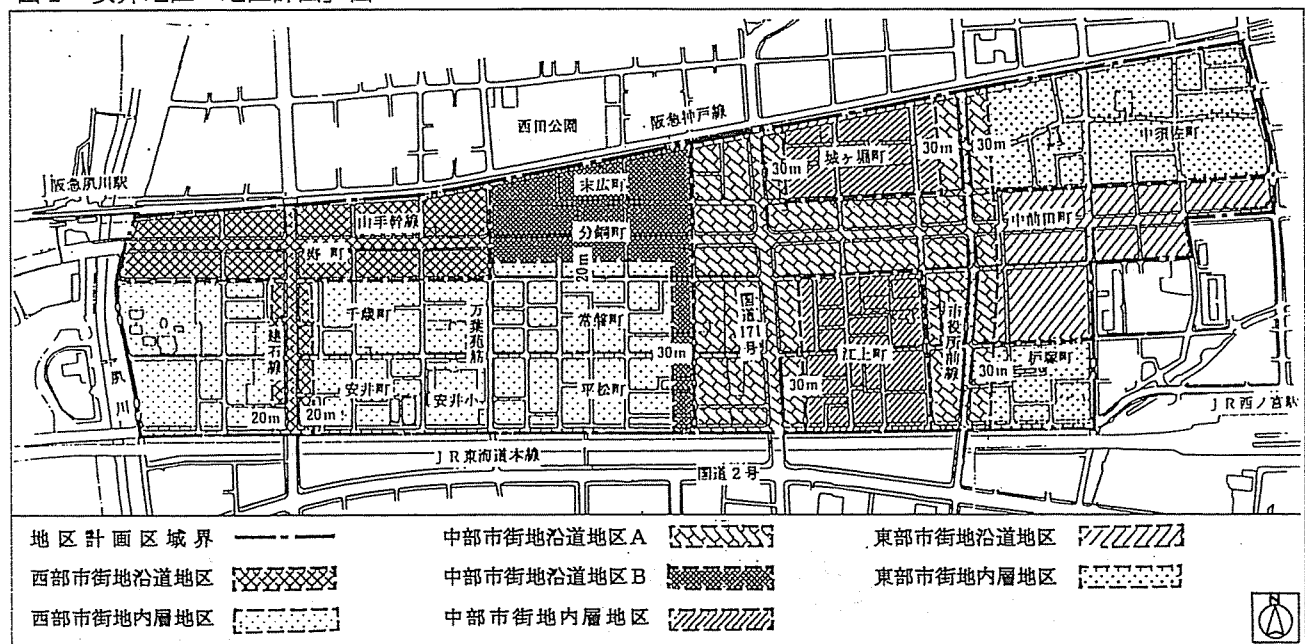 阪急神戸線
西田公園
阪急夙川駅
城ヶ堀町
中須佐町
末広町
山手幹線
30m
30m
30m
中前田町
分銅町
20m
千歳町
常磐町
万葉苑筋
建石線
国道171号
市役所前線
夙川
江上町
30m
30m
30m
安井町
安井小
平松町
20m
20m
JR西ノ宮駅
JR東海道本線
国道2号
地区計画区域界
中部市街地沿道地区A
東部市街地沿道地区
西部市街地沿道地区
中部市街地沿道地区B
東部市街地内層地区
西部市街地内層地区
中部市街地内層地区
N